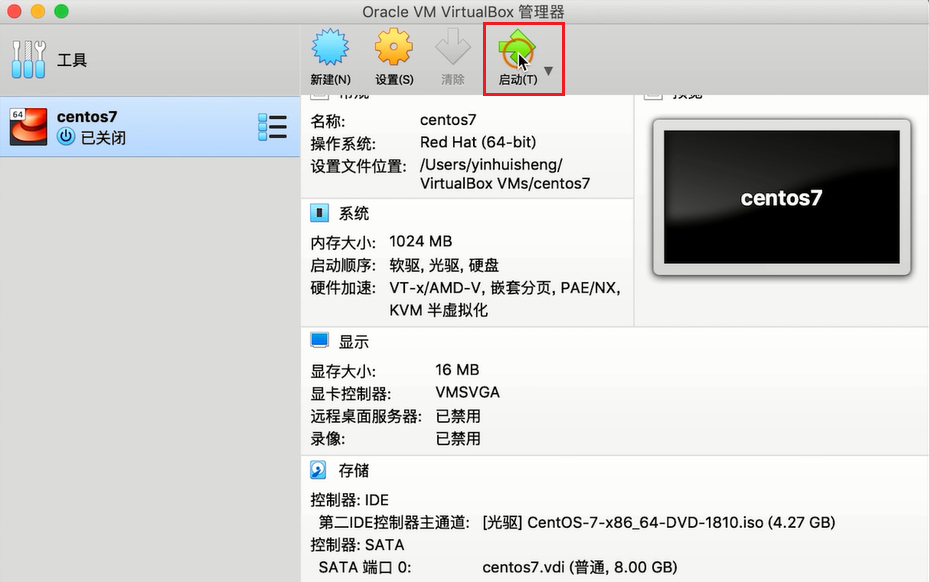 Oracle VM VirtualBox 管理器
工具
新建(N)
设置(S)
清除
启动(T)
64
centos7
已关闭
常规
名称: centos7
操作系统: Red Hat (64-bit)
设置文件位置: /Users/yinhuisheng/
VirtualBox VMs/centos7
预览
centos7
系统
内存大小: 1024 MB
启动顺序: 软驱, 光驱, 硬盘
硬件加速: VT-x/AMD-V, 嵌套分页, PAE/NX,
KVM 半虚拟化
显示
显存大小: 16 MB
显卡控制器: VMSVGA
远程桌面服务器: 已禁用
录像: 已禁用
存储
控制器: IDE
第二IDE控制器主通道: [光驱] CentOS-7-x86_64-DVD-1810.iso (4.27 GB)
控制器: SATA
SATA 端口 0: centos7.vdi (普通, 8.00 GB)